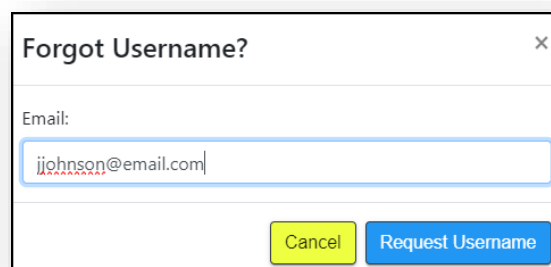 Forgot Username?
×
Email:
jjohnson@email.com
Cancel Request Username